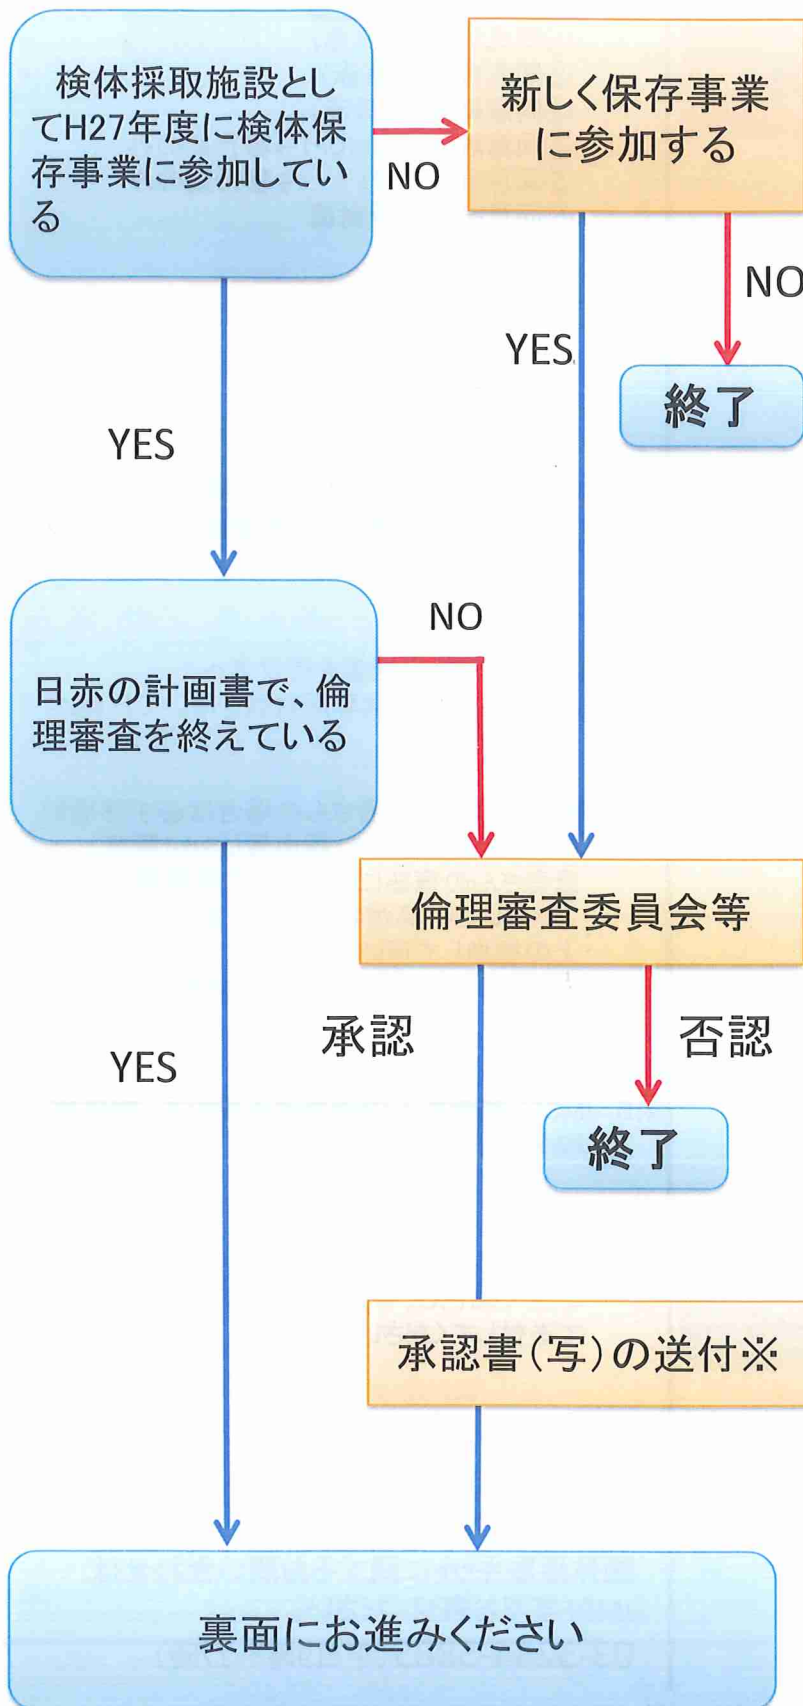 検体採取施設とし
てH27年度に検体保
存事業に参加してい
る
NO
新しく保存事業
に参加する
NO
YES
終了
YES
NO
日赤の計画書で、倫
理審査を終えている
倫理審査委員会等
承認
否認
YES
終了
承認書(写)の送付※
裏面にお進みください